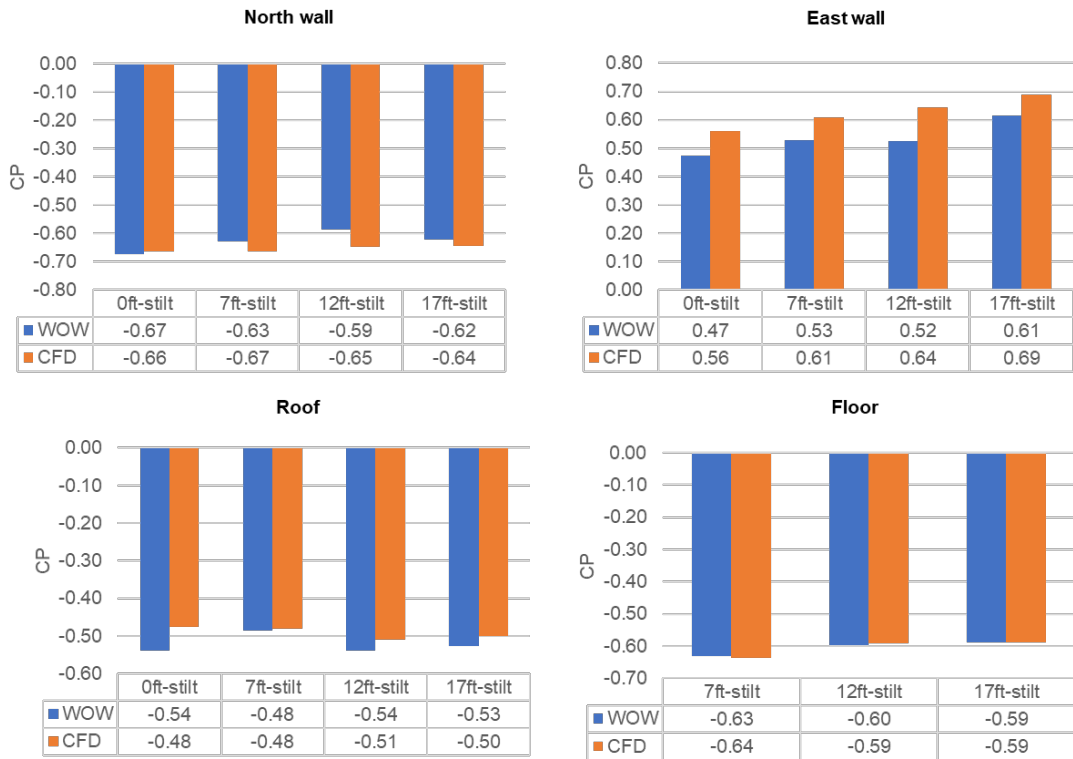 North wall
0.00
-0.10
-0.20
-0.30
-0.40
-0.50
-0.60
-0.70
-0.80
CP
0ft-stilt 7ft-stilt 12ft-stilt 17ft-stilt
WOW -0.67 -0.63 -0.59 -0.62
CFD -0.66 -0.67 -0.65 -0.64
East wall
0.80
0.70
0.60
0.50
0.40
0.30
0.20
0.10
0.00
CP
0ft-stilt 7ft-stilt 12ft-stilt 17ft-stilt
WOW 0.47 0.53 0.52 0.61
CFD 0.56 0.61 0.64 0.69
Roof
0.00
-0.10
-0.20
-0.30
-0.40
-0.50
-0.60
CP
0ft-stilt 7ft-stilt 12ft-stilt 17ft-stilt
WOW -0.54 -0.48 -0.54 -0.53
CFD -0.48 -0.48 -0.51 -0.50
Floor
0.00
-0.10
-0.20
-0.30
-0.40
-0.50
-0.60
-0.70
CP
7ft-stilt 12ft-stilt 17ft-stilt
WOW -0.63 -0.60 -0.59
CFD -0.64 -0.59 -0.59